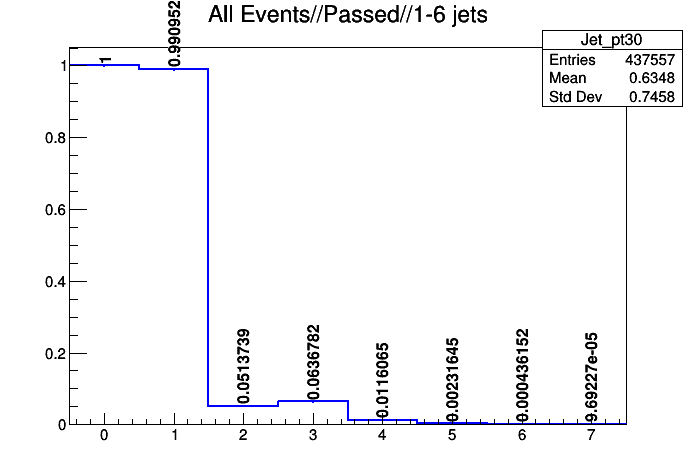 All Events//Passed//1-6 jets
Jet_pt30
Entries 437557
Mean 0.6348
Std Dev 0.7458
1
0.990952
0.0513739
0.0636782
0.0116065
0.00231645
0.000436152
9.69227e-05
1
0.8
0.6
0.4
0.2
0
0 1 2 3 4 5 6 7